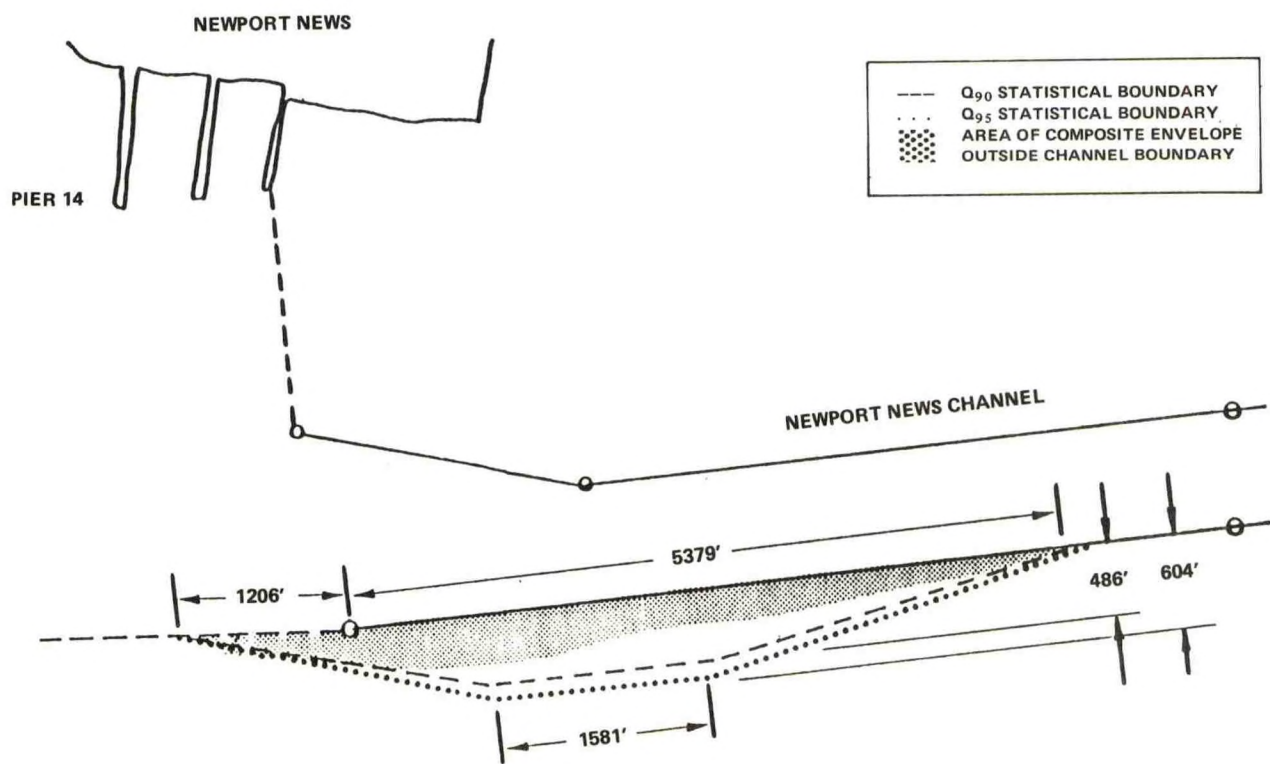 NEWPORT NEWS
Q90 STATISTICAL BOUNDARY
Q95 STATISTICAL BOUNDARY
AREA OF COMPOSITE ENVELOPE
OUTSIDE CHANNEL BOUNDARY
PIER 14
NEWPORT NEWS CHANNEL
5379'
1206'
486'
604'
1581'